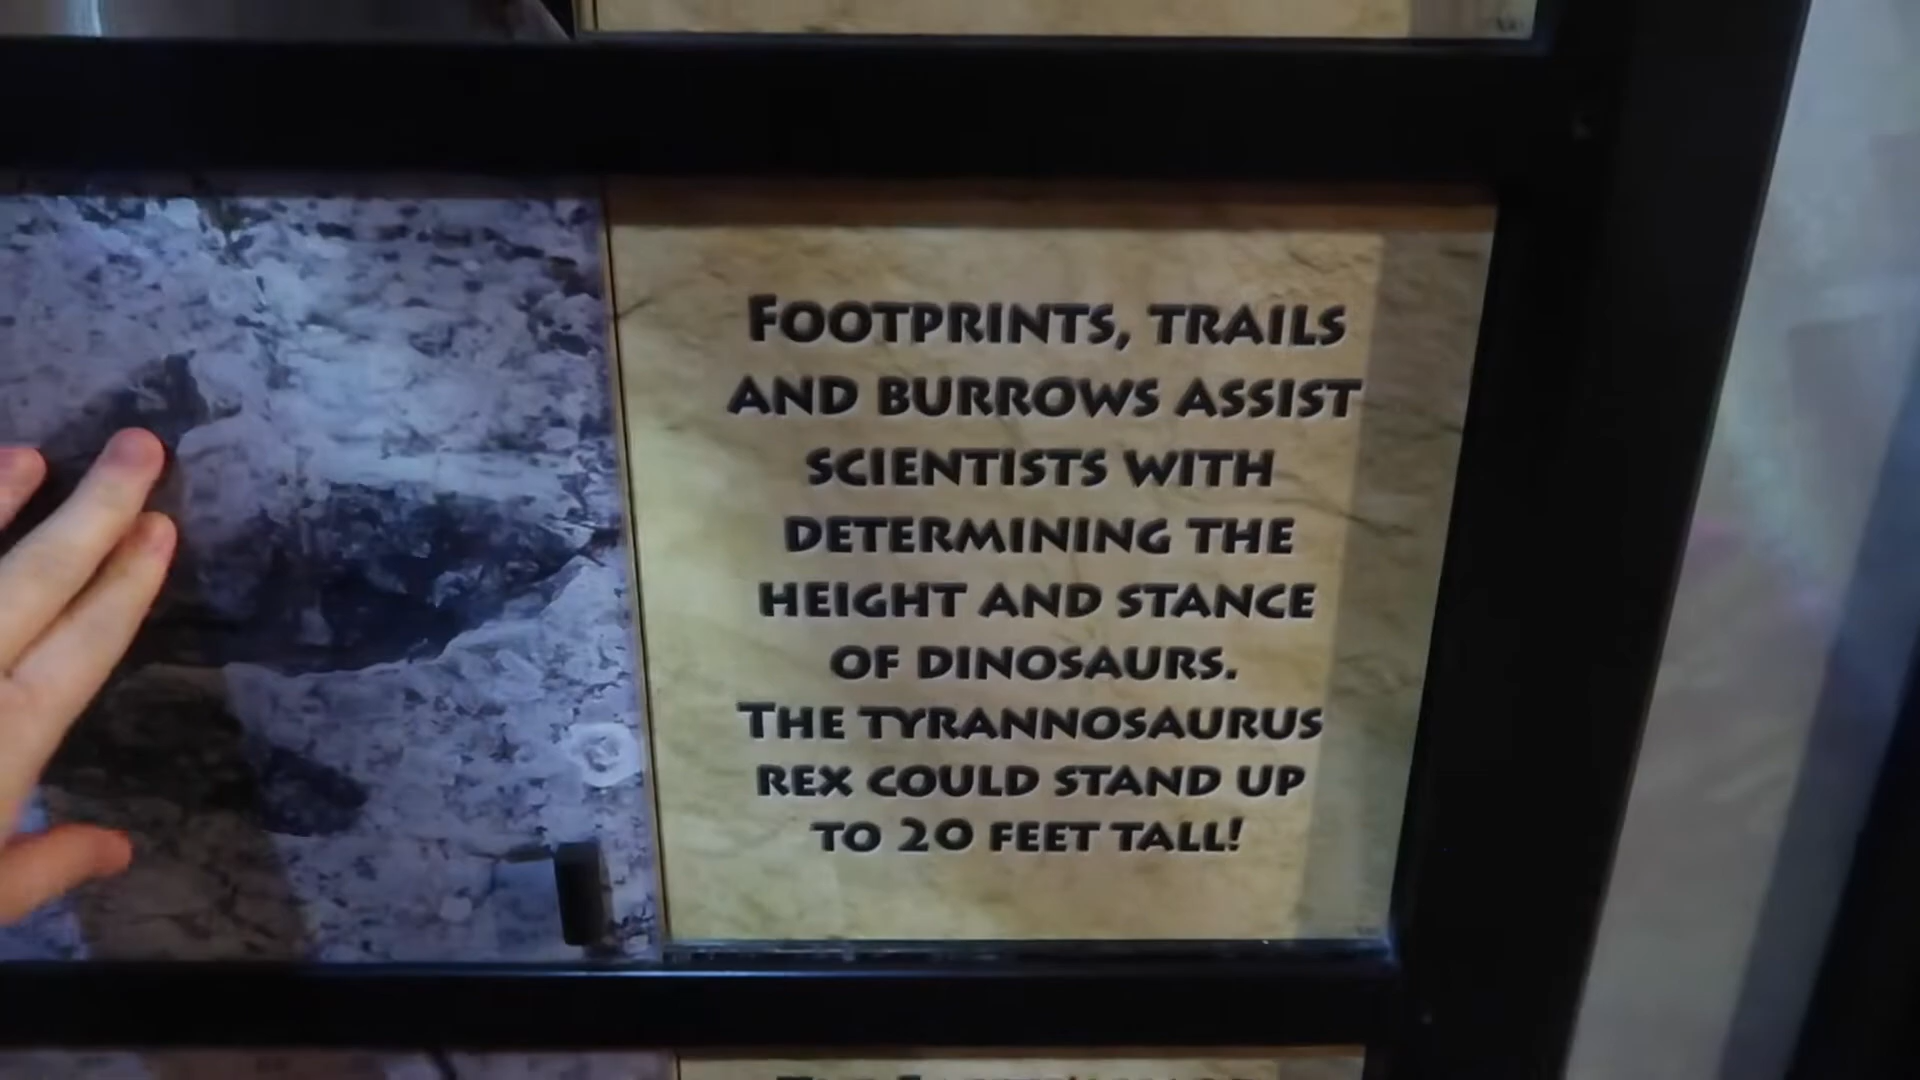 FOOTPRINTS, TRAILS
AND BURROWS ASSIST
SCIENTISTS WITH
DETERMINING THE
HEIGHT AND STANCE
OF DINOSAURS.
THE TYRANNOSAURUS
REX COULD STAND UP
TO 20 FEET TALL!